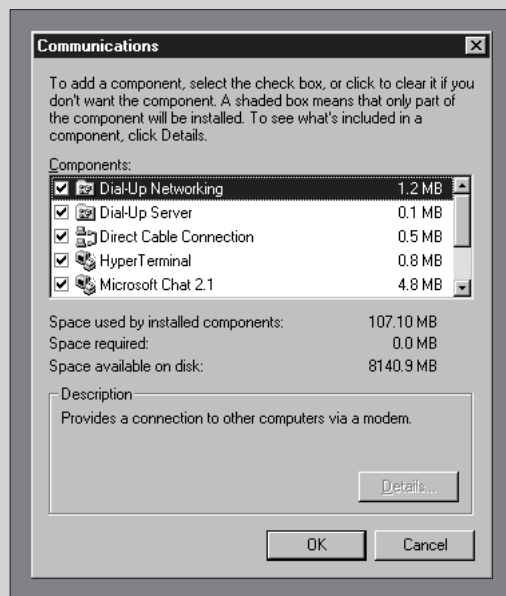 Communications
To add a component, select the check box, or click to clear it if you
don't want the component. A shaded box means that only part of
the component will be installed. To see what's included in a
component, click Details.
Components:
Dial-Up Networking 1.2 MB
Dial-Up Server 0.1 MB
Direct Cable Connection 0.5 MB
HyperTerminal 0.8 MB
Microsoft Chat 2.1 4.8 MB
Space used by installed components: 107.10 MB
Space required: 0.0 MB
Space available on disk: 8140.9 MB
Description
Provides a connection to other computers via a modem.
Details...
OK Cancel